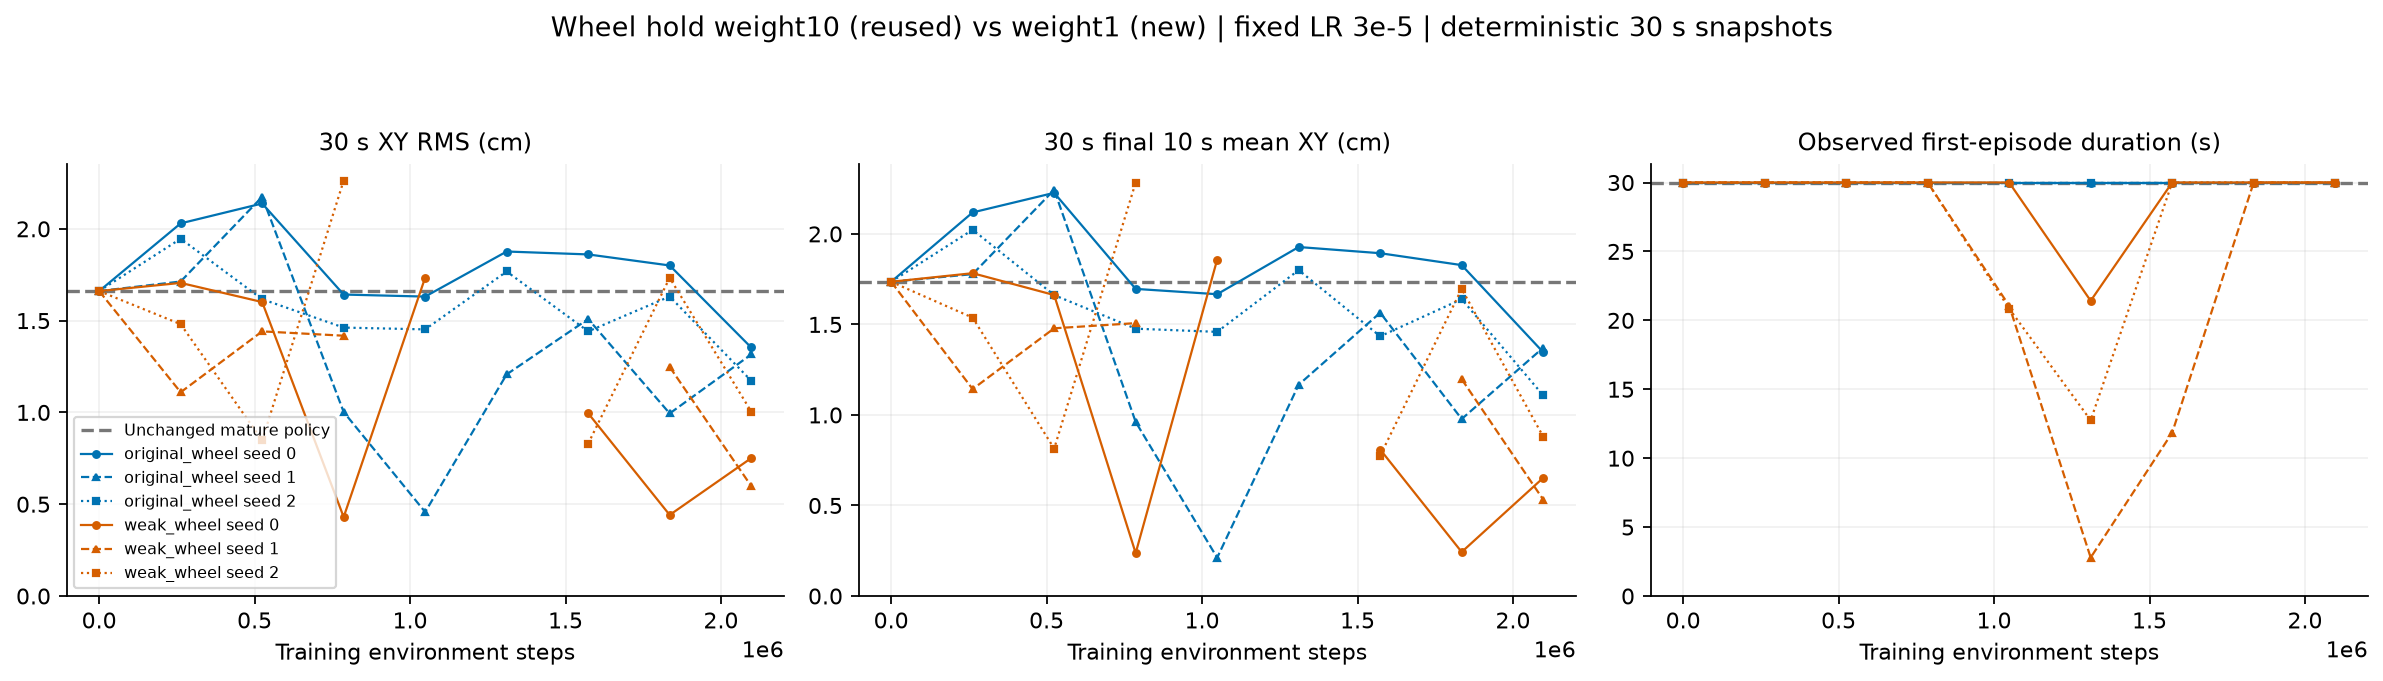 Wheel hold weight10 (reused) vs weight1 (new) | fixed LR 3e-5 | deterministic 30 s snapshots
30 s XY RMS (cm)
2.0
1.5
1.0
0.5
0.0
Unchanged mature policy
original_wheel seed 0
original_wheel seed 1
original_wheel seed 2
weak_wheel seed 0
weak_wheel seed 1
weak_wheel seed 2
0.0 0.5 1.0 1.5 2.0
Training environment steps 1e6
30 s final 10 s mean XY (cm)
2.0
1.5
1.0
0.5
0.0
0.0 0.5 1.0 1.5 2.0
Training environment steps 1e6
Observed first-episode duration (s)
30
25
20
15
10
5
0
0.0 0.5 1.0 1.5 2.0
Training environment steps 1e6